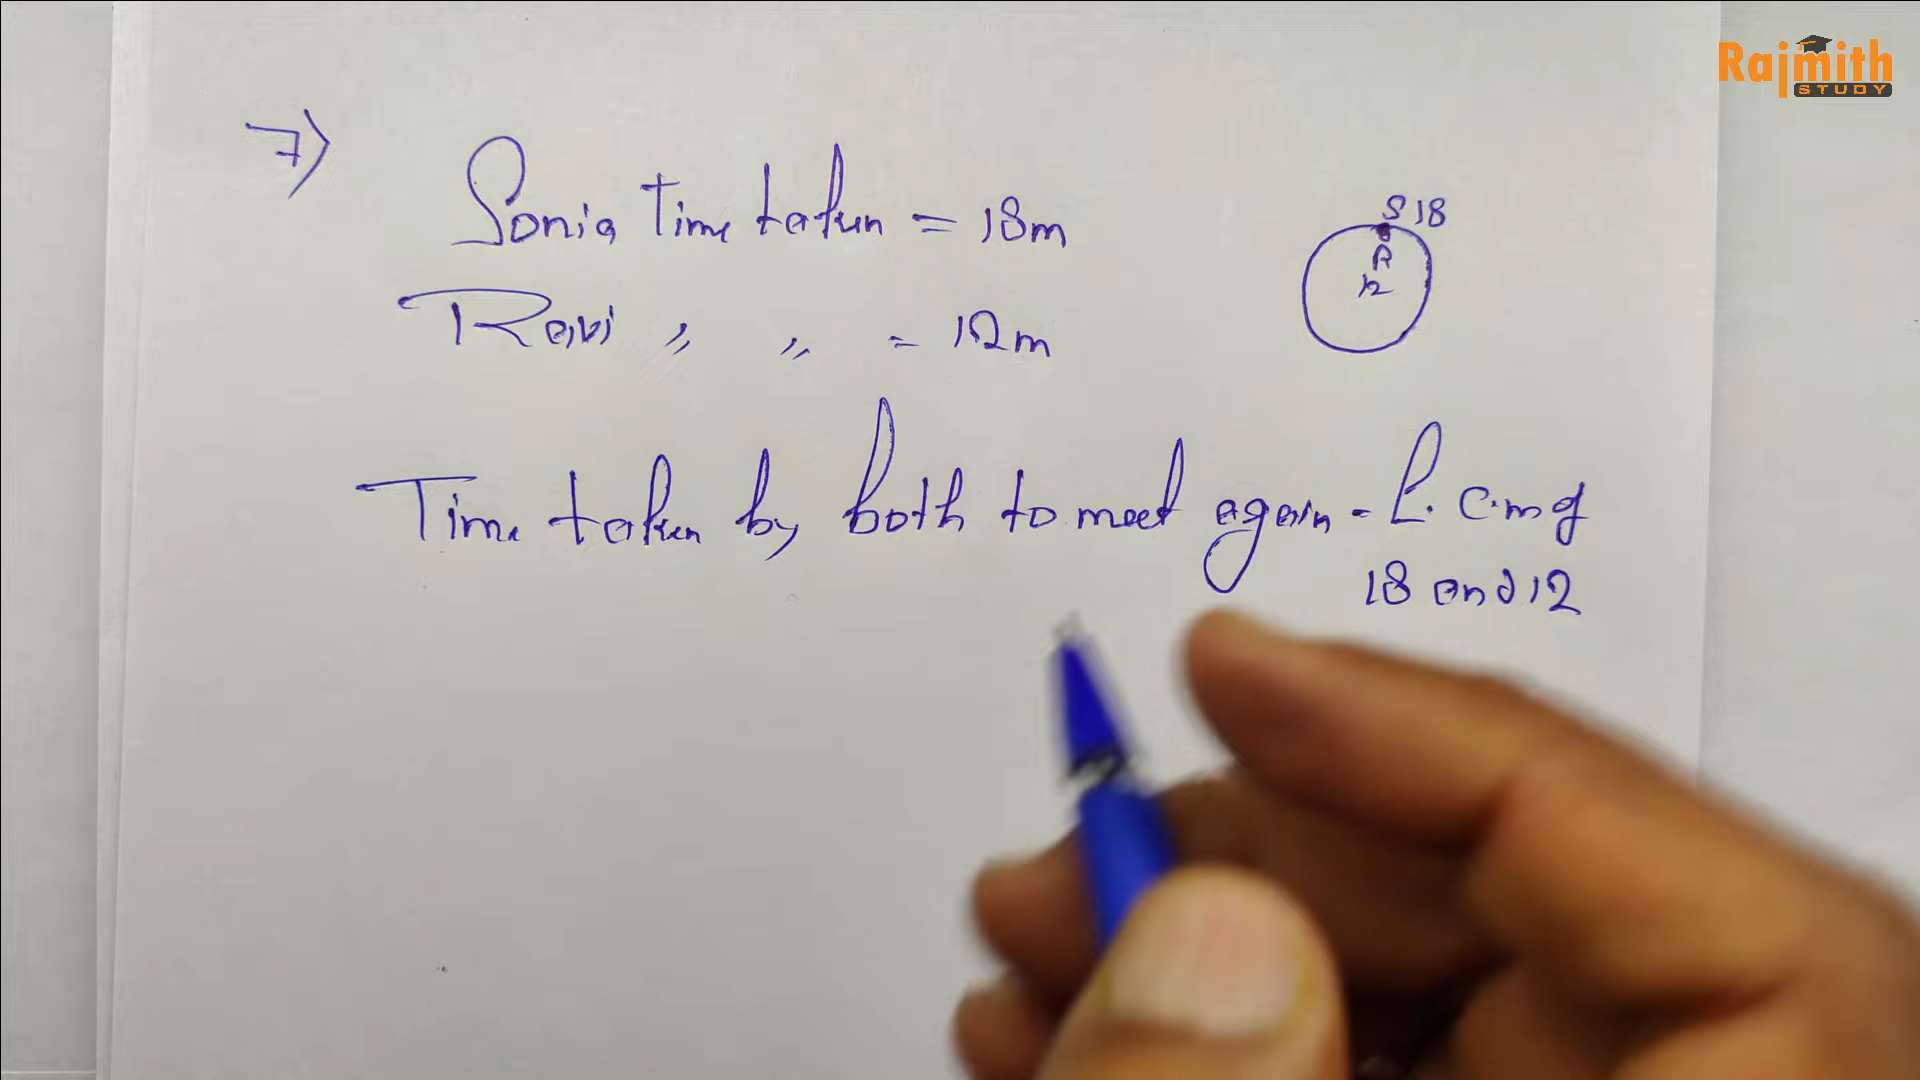 Rajmith
STUDY
7)
Sonia Time taken = 18m
S 18
R
12
Ravi " " = 12m
Time taken by both to meet again = L.C.M of
18 and 12